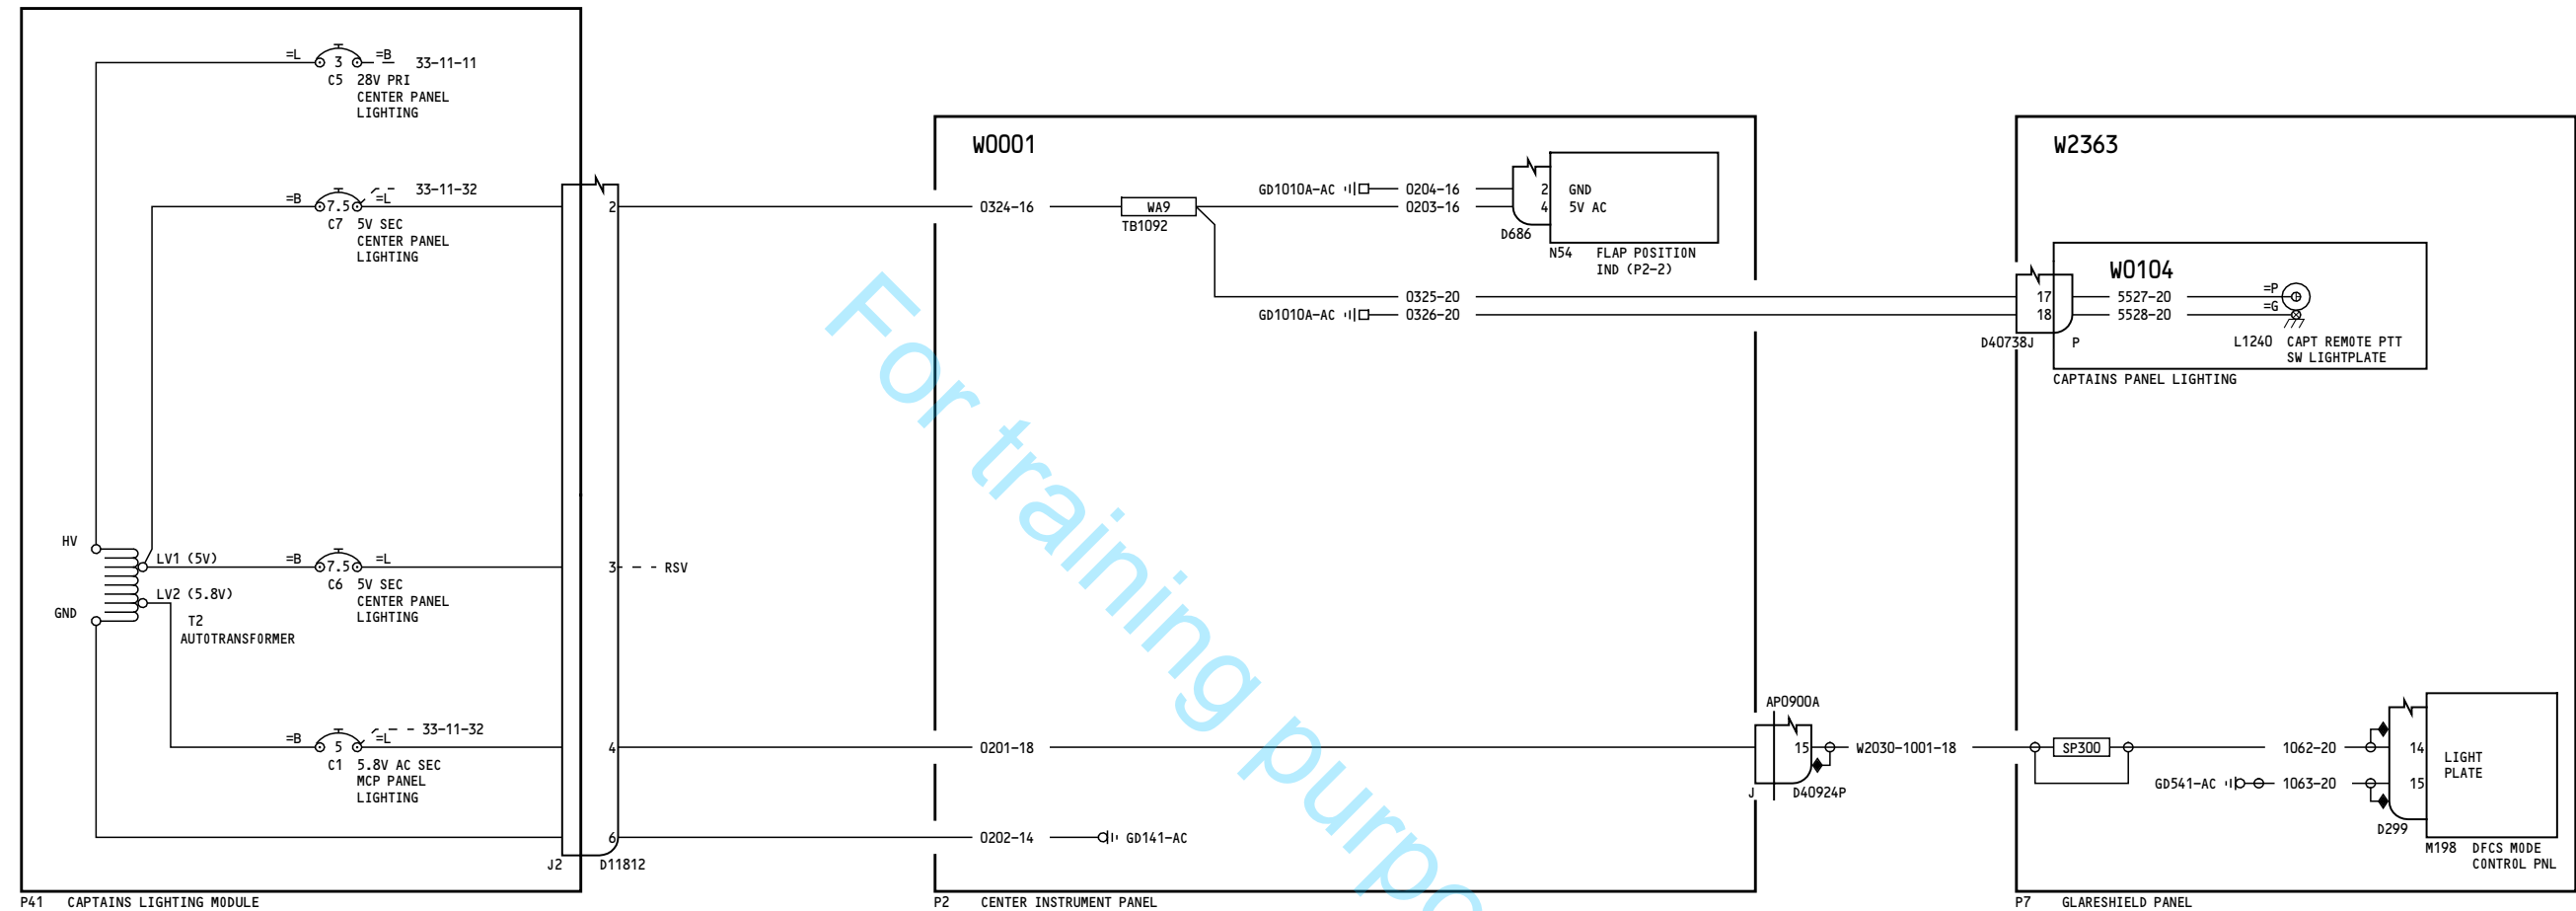 =L 3 =B 33-11-11
C5 28V PRI
CENTER PANEL
LIGHTING
=B 7.5 =L 33-11-32
C7 5V SEC
CENTER PANEL
LIGHTING
HV
LV1 (5V)
=B 7.5 =L
C6 5V SEC
CENTER PANEL
LIGHTING
LV2 (5.8V)
GND
T2
AUTOTRANSFORMER
=B 5 =L 33-11-32
C1 5.8V AC SEC
MCP PANEL
LIGHTING
2
3 RSV
4
6
J2 D11812
P41 CAPTAINS LIGHTING MODULE
W0001
0324-16 WA9
TB1092
GD1010A-AC 0204-16 2 GND
0203-16 4 5V AC
D686
N54 FLAP POSITION
IND (P2-2)
0325-20
GD1010A-AC 0326-20
0201-18
0202-14 GD141-AC
AP0900A
15 W2030-1001-18
J D40924P
P2 CENTER INSTRUMENT PANEL
W2363
W0104
17 5527-20 =P
18 5528-20 =G
D40738J P
L1240 CAPT REMOTE PTT
SW LIGHTPLATE
CAPTAINS PANEL LIGHTING
SP300 1062-20 14
LIGHT
PLATE
GD541-AC 1063-20 15
D299
M198 DFCS MODE
CONTROL PNL
P7 GLARESHIELD PANEL
For training purpo